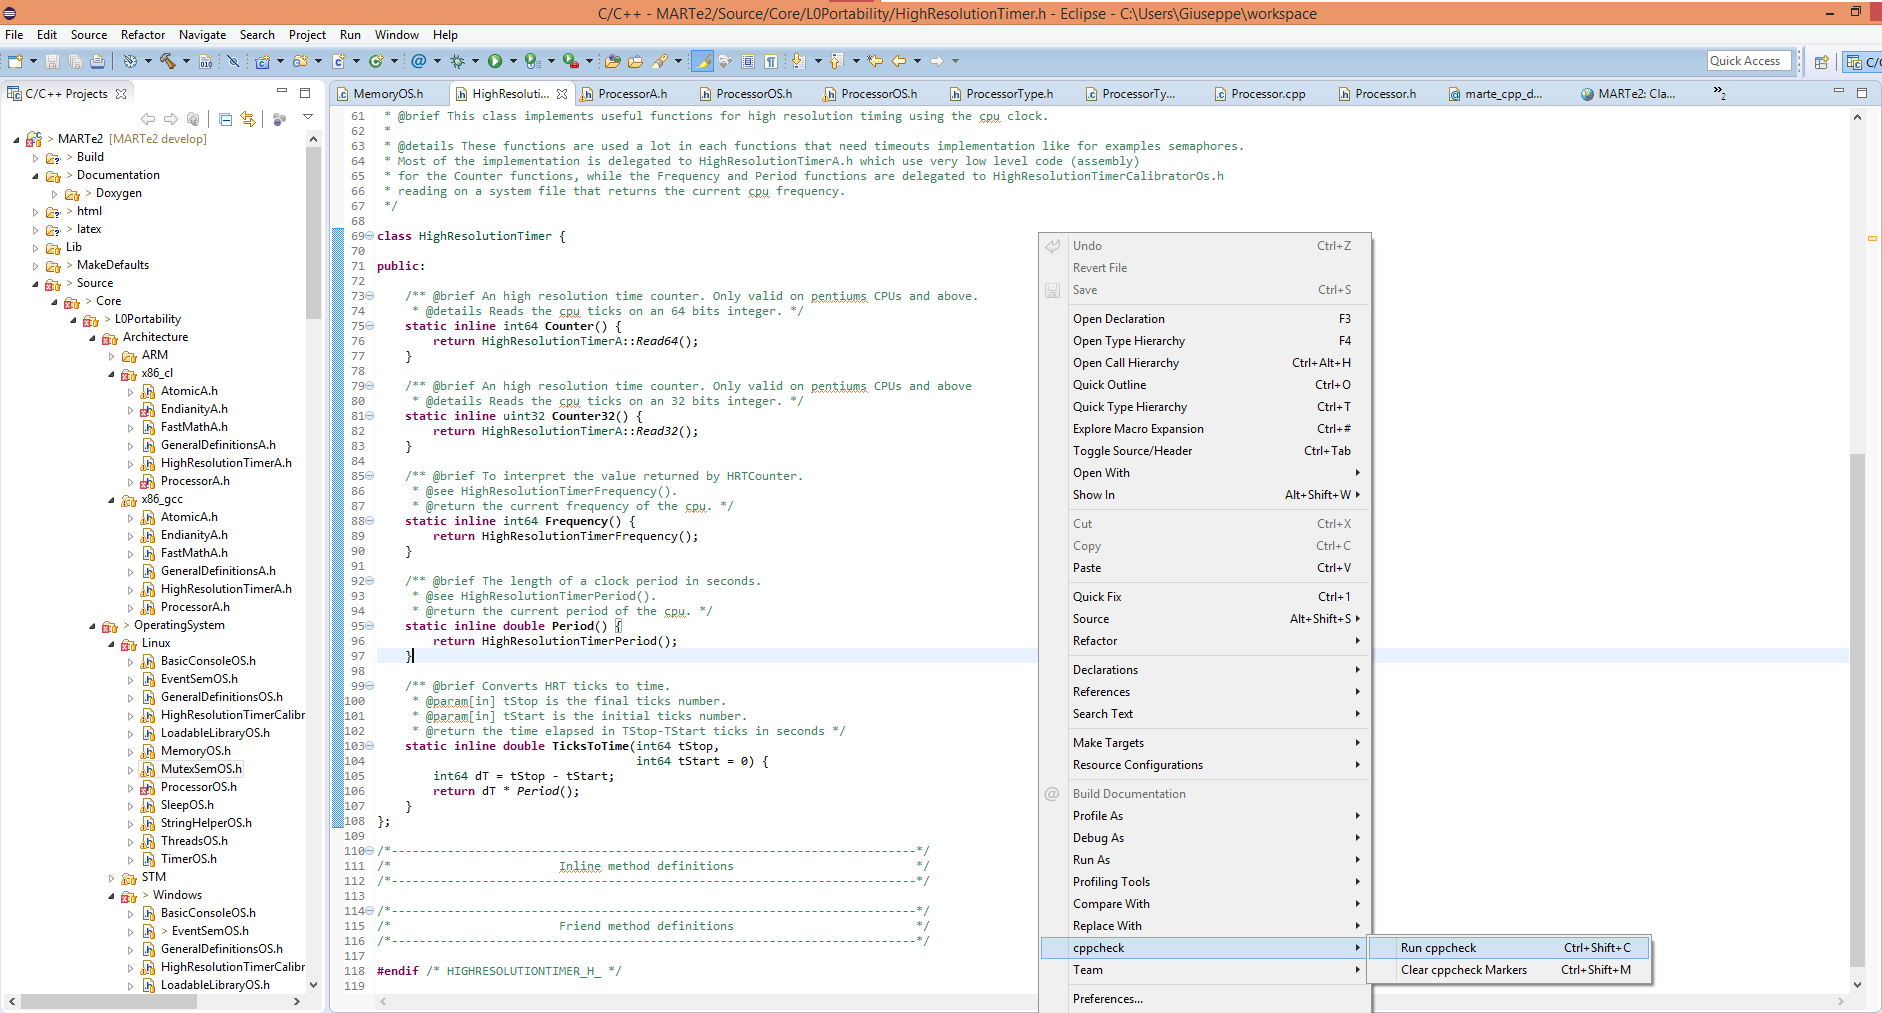 C/C++ - MARTe2/Source/Core/L0Portability/HighResolutionTimer.h - Eclipse - C:\Users\Giuseppe\workspace
File Edit Source Refactor Navigate Search Project Run Window Help
Quick Access
C/C++ Projects
MemoryOS.h HighResoluti... ProcessorA.h ProcessorOS.h ProcessorOS.h ProcessorType.h ProcessorTy... Processor.cpp Processor.h marte_cpp_d... MARTe2: Cla... »2
> MARTe2 [MARTe2 develop]
> Build
> Documentation
> Doxygen
> html
> latex
Lib
> MakeDefaults
> Source
> Core
> L0Portability
Architecture
ARM
x86_cl
AtomicA.h
EndianityA.h
FastMathA.h
GeneralDefinitionsA.h
HighResolutionTimerA.h
ProcessorA.h
x86_gcc
AtomicA.h
EndianityA.h
FastMathA.h
GeneralDefinitionsA.h
HighResolutionTimerA.h
ProcessorA.h
> OperatingSystem
Linux
BasicConsoleOS.h
EventSemOS.h
GeneralDefinitionsOS.h
HighResolutionTimerCalibr
LoadableLibraryOS.h
MemoryOS.h
MutexSemOS.h
ProcessorOS.h
SleepOS.h
StringHelperOS.h
ThreadsOS.h
TimerOS.h
STM
> Windows
BasicConsoleOS.h
> EventSemOS.h
GeneralDefinitionsOS.h
HighResolutionTimerCalibr
LoadableLibraryOS.h
61 * @brief This class implements useful functions for high resolution timing using the cpu clock.
62 *
63 * @details These functions are used a lot in each functions that need timeouts implementation like for examples semaphores.
64 * Most of the implementation is delegated to HighResolutionTimerA.h which use very low level code (assembly)
65 * for the Counter functions, while the Frequency and Period functions are delegated to HighResolutionTimerCalibratorOs.h
66 * reading on a system file that returns the current cpu frequency.
67 */
68
69 class HighResolutionTimer {
70
71 public:
72
73 /** @brief An high resolution time counter. Only valid on pentiums CPUs and above.
74 * @details Reads the cpu ticks on an 64 bits integer. */
75 static inline int64 Counter() {
76 return HighResolutionTimerA::Read64();
77 }
78
79 /** @brief An high resolution time counter. Only valid on pentiums CPUs and above
80 * @details Reads the cpu ticks on an 32 bits integer. */
81 static inline uint32 Counter32() {
82 return HighResolutionTimerA::Read32();
83 }
84
85 /** @brief To interpret the value returned by HRTCounter.
86 * @see HighResolutionTimerFrequency().
87 * @return the current frequency of the cpu. */
88 static inline int64 Frequency() {
89 return HighResolutionTimerFrequency();
90 }
91
92 /** @brief The length of a clock period in seconds.
93 * @see HighResolutionTimerPeriod().
94 * @return the current period of the cpu. */
95 static inline double Period() {
96 return HighResolutionTimerPeriod();
97 }
98
99 /** @brief Converts HRT ticks to time.
100 * @param[in] tStop is the final ticks number.
101 * @param[in] tStart is the initial ticks number.
102 * @return the time elapsed in TStop-TStart ticks in seconds */
103 static inline double TicksToTime(int64 tStop,
104 int64 tStart = 0) {
105 int64 dT = tStop - tStart;
106 return dT * Period();
107 }
108 };
109
110 /*---------------------------------------------------------------------------*/
111 /* Inline method definitions */
112 /*---------------------------------------------------------------------------*/
113
114 /*---------------------------------------------------------------------------*/
115 /* Friend method definitions */
116 /*---------------------------------------------------------------------------*/
117
118 #endif /* HIGHRESOLUTIONTIMER_H_ */
119
Undo Ctrl+Z
Revert File
Save Ctrl+S
Open Declaration F3
Open Type Hierarchy F4
Open Call Hierarchy Ctrl+Alt+H
Quick Outline Ctrl+O
Quick Type Hierarchy Ctrl+T
Explore Macro Expansion Ctrl+#
Toggle Source/Header Ctrl+Tab
Open With
Show In Alt+Shift+W
Cut Ctrl+X
Copy Ctrl+C
Paste Ctrl+V
Quick Fix Ctrl+1
Source Alt+Shift+S
Refactor
Declarations
References
Search Text
Make Targets
Resource Configurations
Build Documentation
Profile As
Debug As
Run As
Profiling Tools
Compare With
Replace With
cppcheck
Team
Preferences...
Run cppcheck Ctrl+Shift+C
Clear cppcheck Markers Ctrl+Shift+M